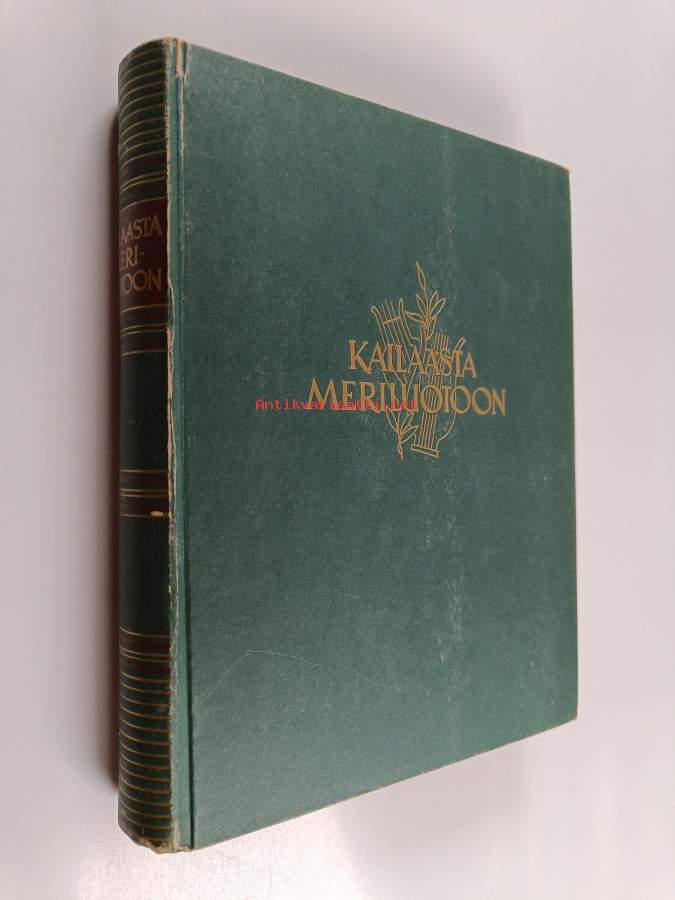 AASTA
ERI-
TOON
KAILAASTA
MERILUOTOON
Antikvariaatti.net